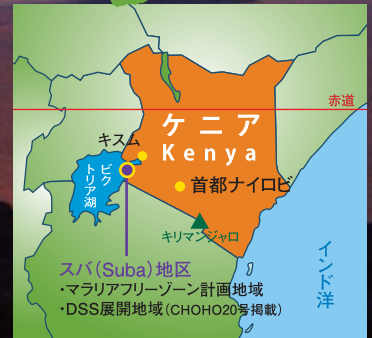 赤道
ケニア
Kenya
キスム
ビクトリア湖
首都ナイロビ
キリマンジャロ
インド洋
スバ（Suba）地区
・マラリアフリーゾーン計画地域
・DSS展開地域（CHOHO20号掲載）